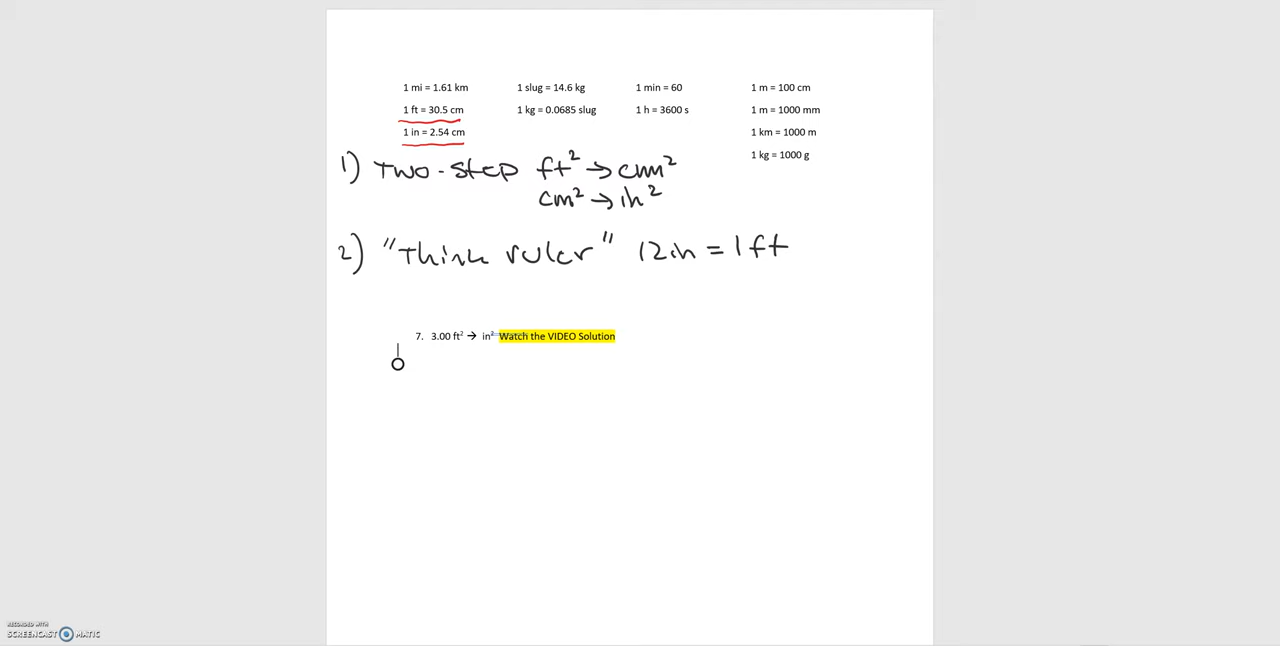 1 mi = 1.61 km 1 slug = 14.6 kg 1 min = 60 1 m = 100 cm
1 ft = 30.5 cm 1 kg = 0.0685 slug 1 h = 3600 s 1 m = 1000 mm
1 in = 2.54 cm 1 km = 1000 m
1 kg = 1000 g
1) Two-step ft² → cm²
cm² → in²
2) "Think ruler" 12in = 1ft
7. 3.00 ft² → in² Watch the VIDEO Solution
RECORDED WITH
SCREENCAST MATIC